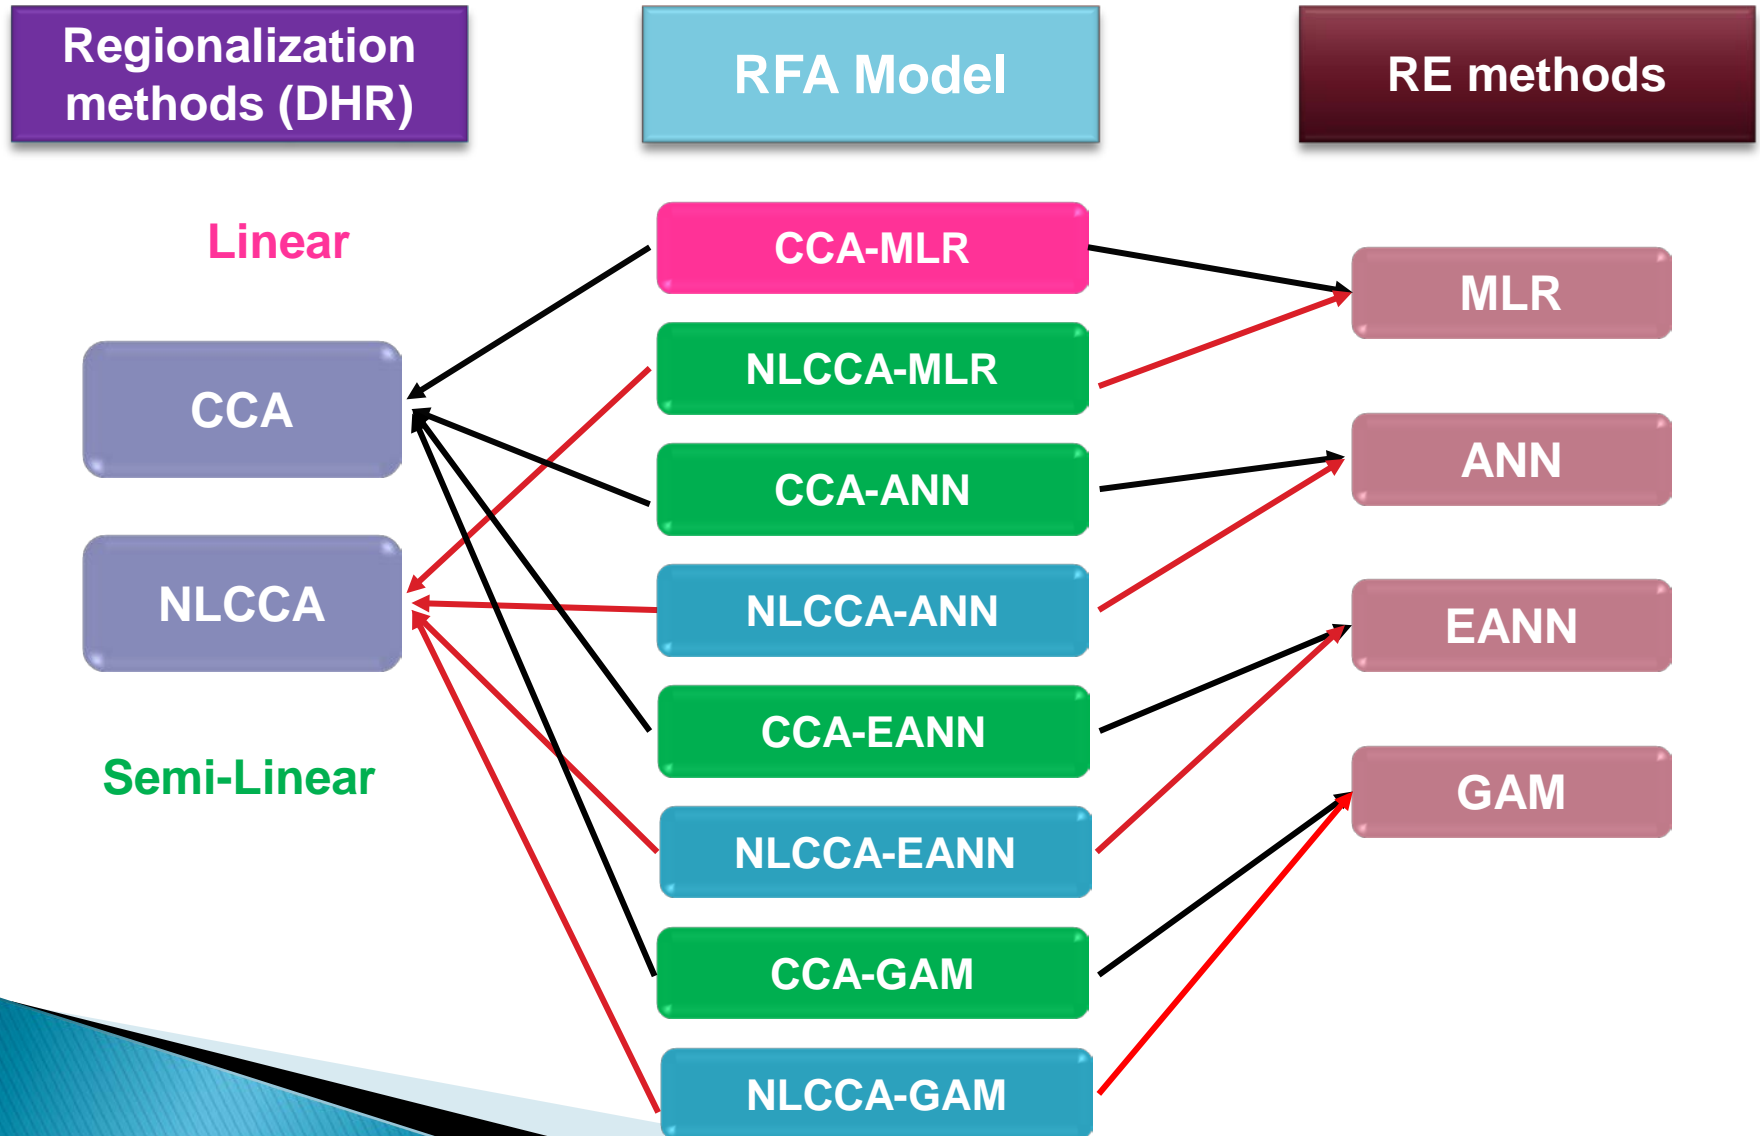 Regionalization
methods (DHR)
RFA Model
RE methods
Linear
CCA
NLCCA
Semi-Linear
CCA-MLR
NLCCA-MLR
CCA-ANN
NLCCA-ANN
CCA-EANN
NLCCA-EANN
CCA-GAM
NLCCA-GAM
MLR
ANN
EANN
GAM